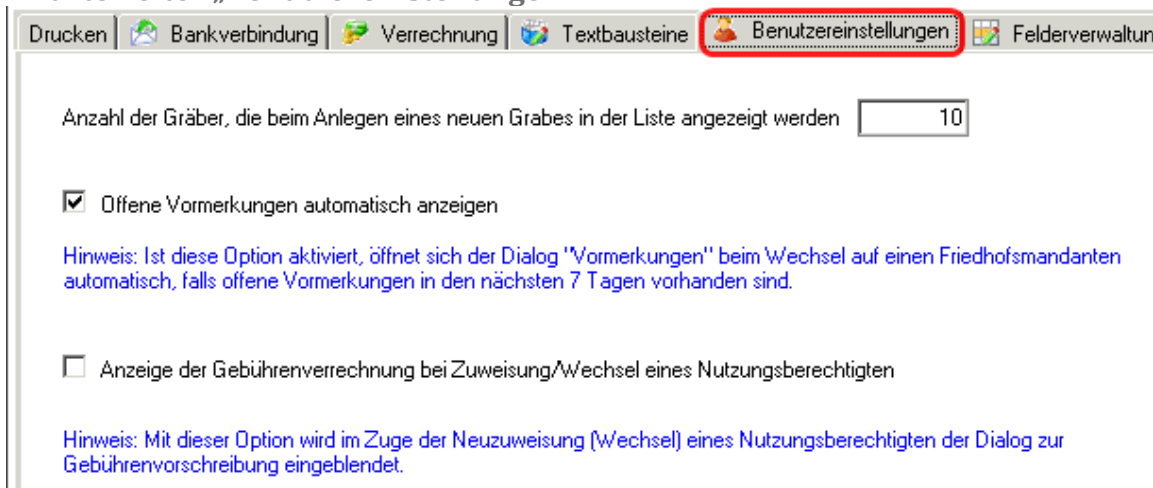 Drucken Bankverbindung Verrechnung Textbausteine Benutzereinstellungen Felderverwaltun
Anzahl der Gräber, die beim Anlegen eines neuen Grabes in der Liste angezeigt werden 10
Offene Vormerkungen automatisch anzeigen
Hinweis: Ist diese Option aktiviert, öffnet sich der Dialog "Vormerkungen" beim Wechsel auf einen Friedhofsmandanten
automatisch, falls offene Vormerkungen in den nächsten 7 Tagen vorhanden sind.
Anzeige der Gebührenverrechnung bei Zuweisung/Wechsel eines Nutzungsberechtigten
Hinweis: Mit dieser Option wird im Zuge der Neuzuweisung (Wechsel) eines Nutzungsberechtigten der Dialog zur
Gebührenvorschreibung eingeblendet.